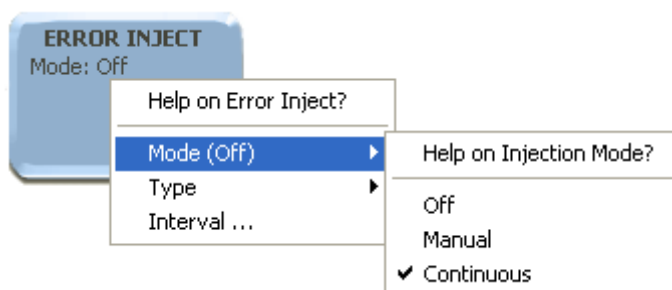 ERROR INJECT
Mode: Off
Help on Error Inject?
Mode (Off)
Type
Interval ...
Help on Injection Mode?
Off
Manual
Continuous